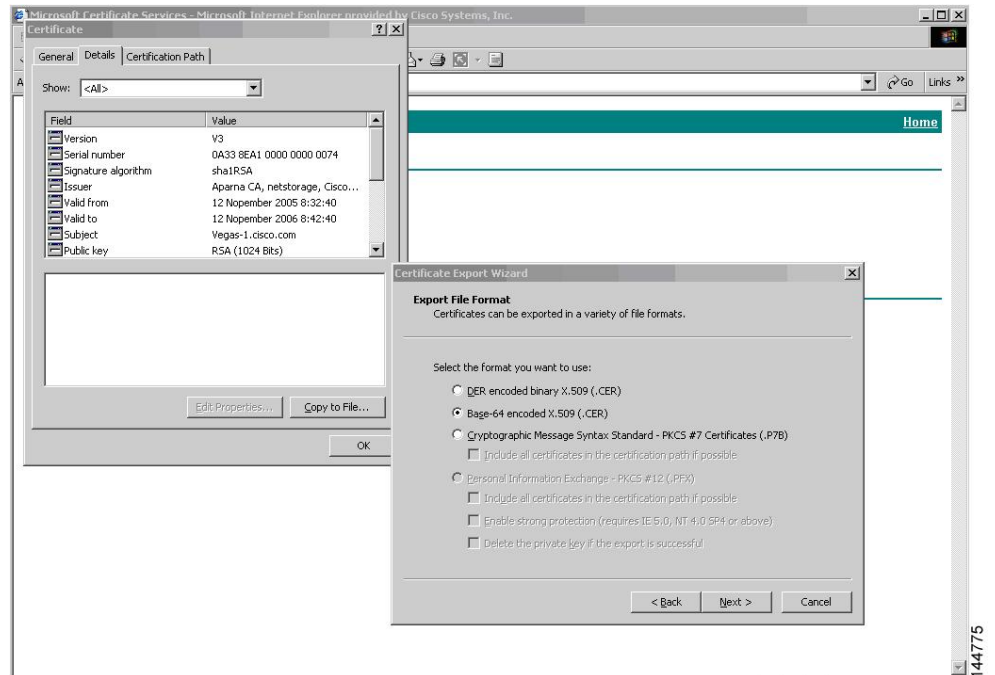 Microsoft Certificate Services - Microsoft Internet Explorer provided by Cisco Systems, Inc.
Certificate
General Details Certification Path
Go Links »
Show: <All>
Home
Field Value
Version V3
Serial number 0A33 8EA1 0000 0000 0074
Signature algorithm sha1RSA
Issuer Aparna CA, netstorage, Cisco...
Valid from 12 Nopember 2005 8:32:40
Valid to 12 Nopember 2006 8:42:40
Subject Vegas-1.cisco.com
Public key RSA (1024 Bits)
Edit Properties... Copy to File...
OK
Certificate Export Wizard
Export File Format
Certificates can be exported in a variety of file formats.
Select the format you want to use:
DER encoded binary X.509 (.CER)
Base-64 encoded X.509 (.CER)
Cryptographic Message Syntax Standard - PKCS #7 Certificates (.P7B)
Include all certificates in the certification path if possible
Personal Information Exchange - PKCS #12 (.PFX)
Include all certificates in the certification path if possible
Enable strong protection (requires IE 5.0, NT 4.0 SP4 or above)
Delete the private key if the export is successful
< Back Next > Cancel
144775